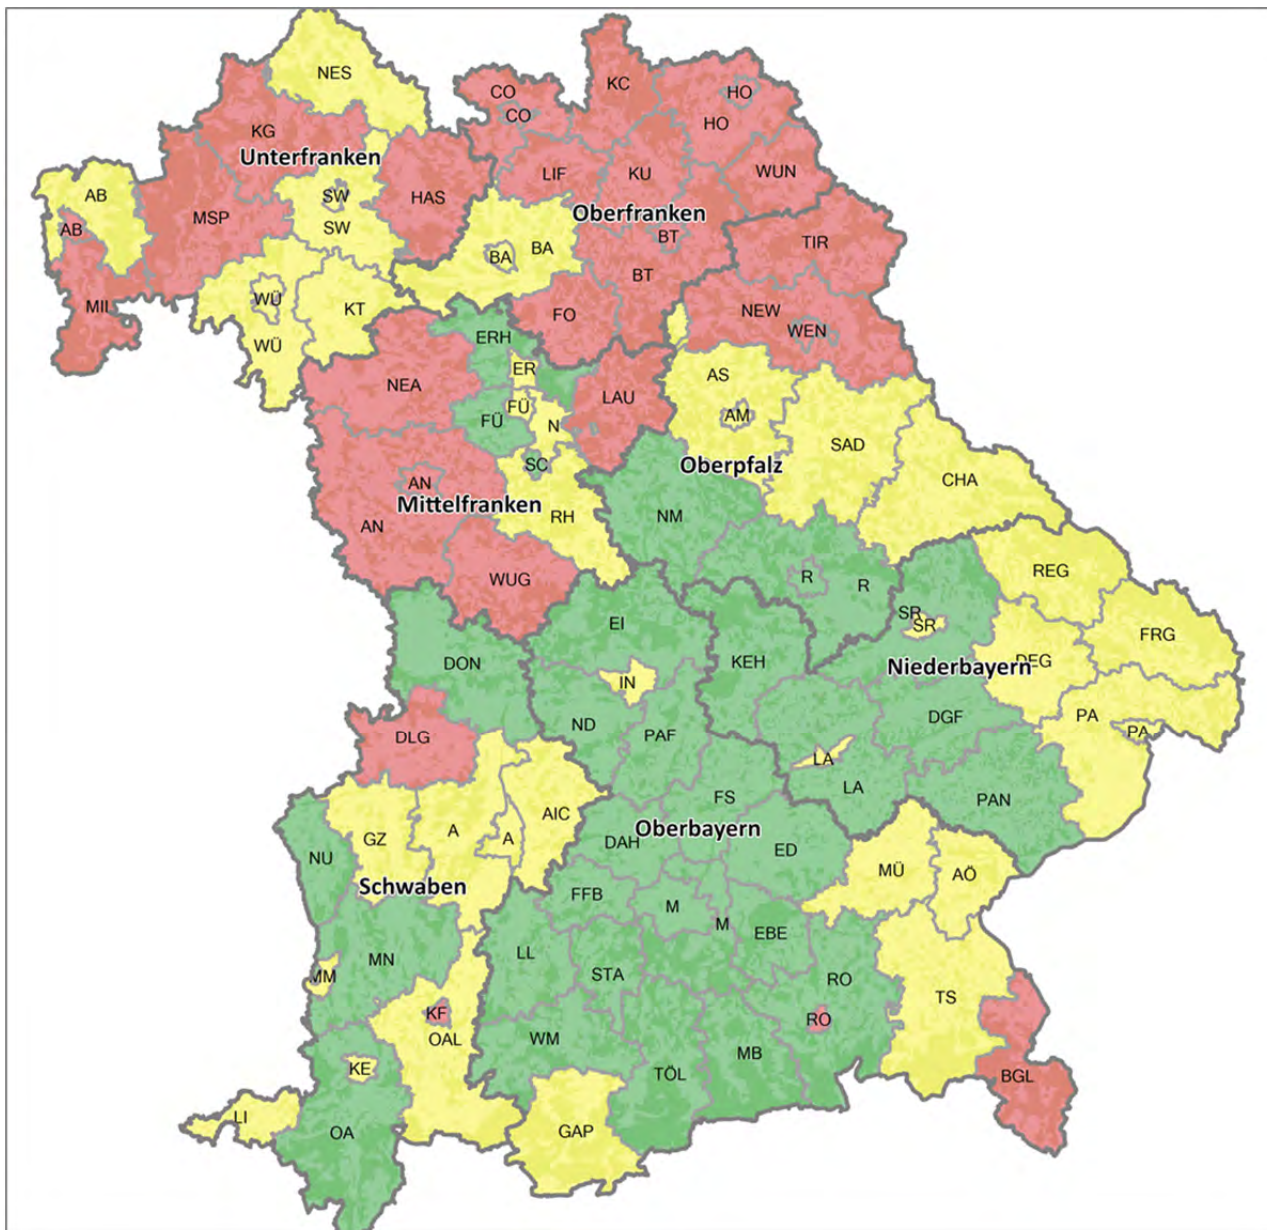 NES
KC
CO
HO
CO
HO
KG
Unterfranken
LIF
KU
WUN
AB
SW
HAS
MSP
SW
Oberfranken
AB
BT
TIR
BA
BA
BT
MIL
WÜ
KT
FO
NEW
WEN
WÜ
ERH
ER
AS
NEA
LAU
FÜ
AM
FÜ
N
SAD
SC
Oberpfalz
AN
CHA
Mittelfranken
RH
NM
AN
REG
WUG
R
R
SR
EI
SR
FRG
DON
KEH
Niederbayern
DEG
IN
ND
DGF
PA
DLG
PAF
PA
LA
LA
FS
PAN
AIC
Oberbayern
GZ
A
A
DAH
ED
NU
MÜ
AÖ
Schwaben
FFB
M
M
EBE
MN
LL
STA
RO
MM
TS
KF
RO
OAL
WM
MB
KE
TÖL
BGL
LI
OA
GAP